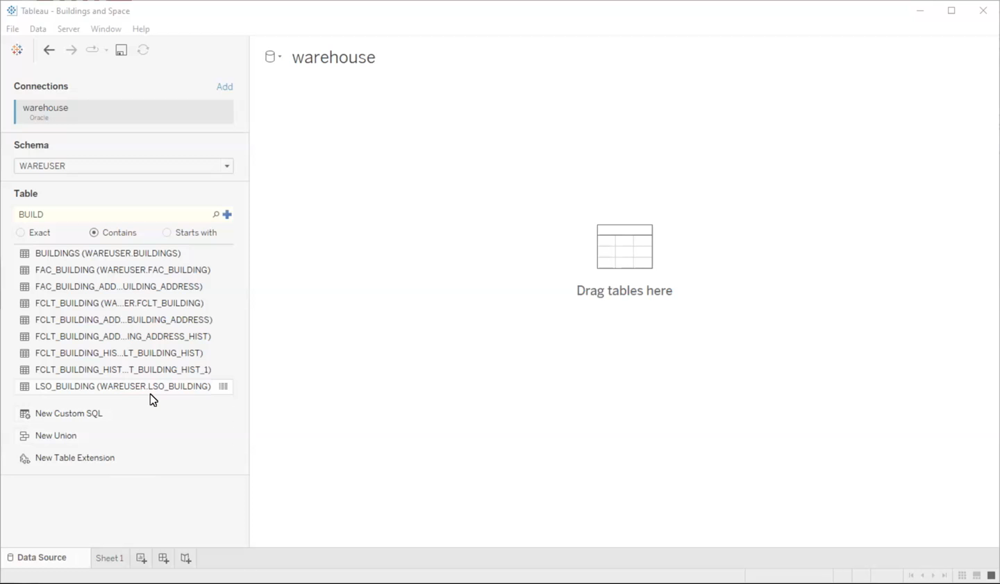 Tableau - Buildings and Space
File Data Server Window Help
warehouse
Connections Add
warehouse
Oracle
Schema
WAREUSER
Table
BUILD
Exact Contains Starts with
BUILDINGS (WAREUSER.BUILDINGS)
FAC_BUILDING (WAREUSER.FAC_BUILDING)
FAC_BUILDING_ADD...UILDING_ADDRESS)
FCLT_BUILDING (WA...ER.FCLT_BUILDING)
FCLT_BUILDING_ADD...BUILDING_ADDRESS)
FCLT_BUILDING_ADD...ING_ADDRESS_HIST)
FCLT_BUILDING_HIS...LT_BUILDING_HIST)
FCLT_BUILDING_HIST...T_BUILDING_HIST_1)
LSO_BUILDING (WAREUSER.LSO_BUILDING)
New Custom SQL
New Union
New Table Extension
Drag tables here
Data Source Sheet 1